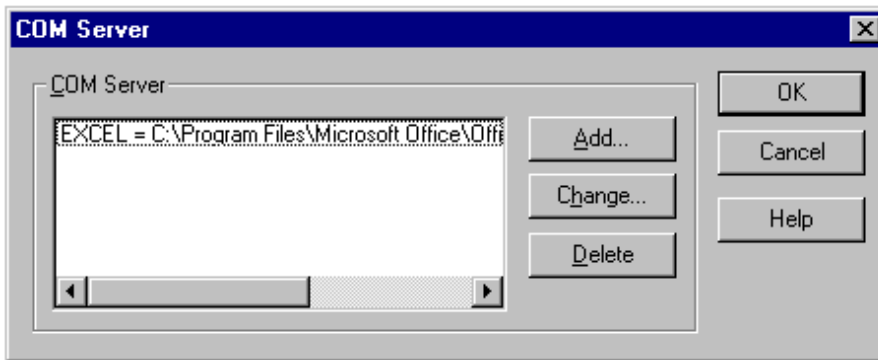 COM Server
COM Server
EXCEL = C:\Program Files\Microsoft Office\Offi
Add...
Change...
Delete
OK
Cancel
Help